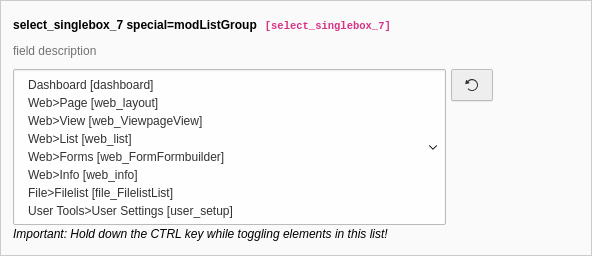 select_singlebox_7 special=modListGroup [select_singlebox_7]
field description
Dashboard [dashboard]
Web>Page [web_layout]
Web>View [web_ViewpageView]
Web>List [web_list]
Web>Forms [web_FormFormbuilder]
Web>Info [web_info]
File>Filelist [file_FilelistList]
User Tools>User Settings [user_setup]
Important: Hold down the CTRL key while toggling elements in this list!